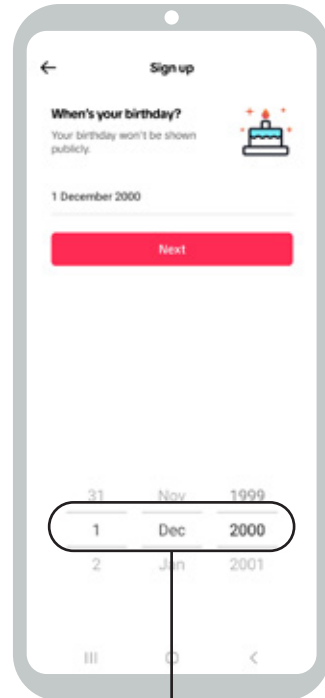 Sign up
When's your birthday?
Your birthday won't be shown
publicly.
1 December 2000
Next
31 Nov 1999
1 Dec 2000
2 Jan 2001